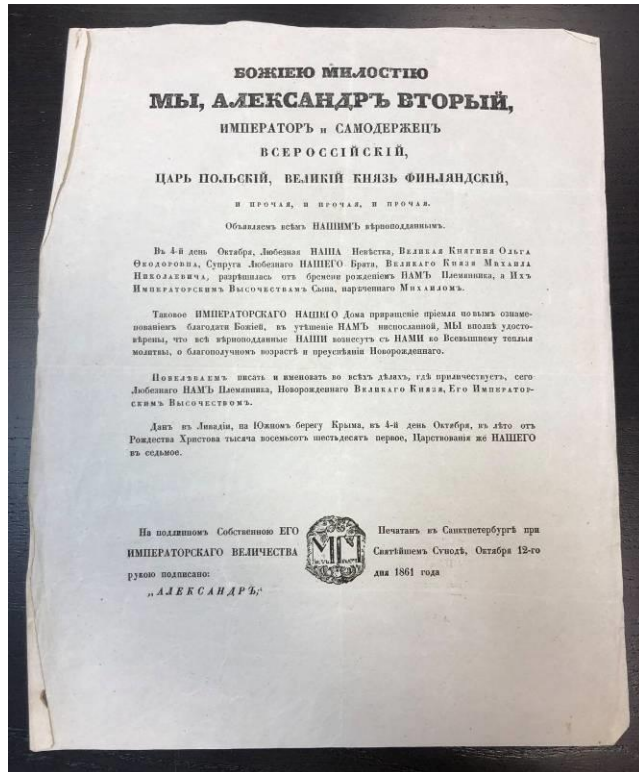 БОЖІЕЮ МИЛОСТІЮ
МЫ, АЛЕКСАНДРЪ ВТОРЫЙ,
ИМПЕРАТОРЪ и САМОДЕРЖЕЦЪ
ВСЕРОССІЙСКІЙ,
ЦАРЬ ПОЛЬСКІЙ, ВЕЛИКІЙ КНЯЗЬ ФИНЛЯНДСКІЙ,
И ПРОЧАЯ, И ПРОЧАЯ, И ПРОЧАЯ.
Объявляемъ всѣмъ НАШИМЪ вѣрноподданнымъ.
Въ 4-й день Октября, Любезная НАША Невѣстка, Великая Княгиня Ольга
Ѳеодоровна, Супруга Любезнаго НАШЕГО Брата, Великаго Князя Михаила
Николаевича, разрѣшилась отъ бремени рожденіемъ НАМЪ Племянника, а Ихъ
Императорскимъ Высочествамъ Сына, нареченнаго Михаиломъ.
Таковое ИМПЕРАТОРСКАГО НАШЕГО Дома приращеніе пріемля новымъ ознаме-
нованіемъ благодати Божіей, въ утѣшеніе НАМЪ ниспосланной, МЫ вполнѣ удосто-
вѣрены, что всѣ вѣрноподданные НАШИ вознесутъ съ НАМИ ко Всевышнему теплыя
молитвы, о благополучномъ возрастѣ и преуспѣяніи Новорожденнаго.
Повелѣваемъ писать и именовать во всѣхъ дѣлахъ, гдѣ приличествуетъ, сего
Любезнаго НАМЪ Племянника, Новорожденнаго Великаго Князя, Его Император-
скимъ Высочествомъ.
Данъ въ Ливадіи, на Южномъ берегу Крыма, въ 4-й день Октября, въ лѣто отъ
Рождества Христова тысяча восемьсотъ шестьдесятъ первое, Царствованія же НАШЕГО
въ седьмое.
На подлинномъ Собственною ЕГО
ИМПЕРАТОРСКАГО ВЕЛИЧЕСТВА
рукою подписано:
„АЛЕКСАНДРЪ,“
МП
Печатанъ въ Санктпетербургѣ при
Святѣйшемъ Сѵнодѣ, Октября 12-го
дня 1861 года